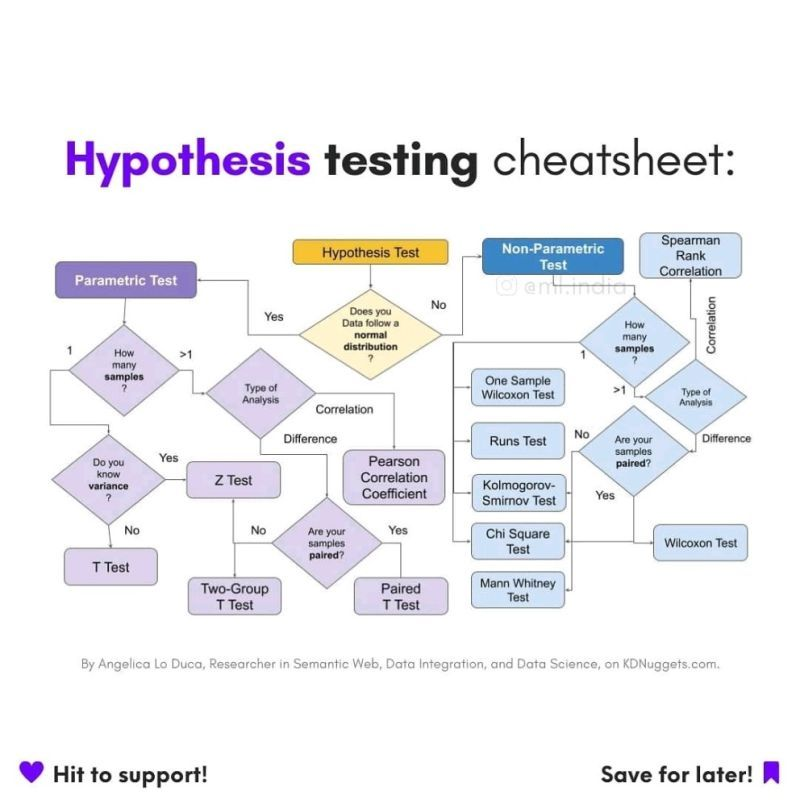 Hypothesis testing cheatsheet:
Hypothesis Test
Non-Parametric
Test
Spearman
Rank
Correlation
Parametric Test
@ml.india
Yes
No
Does you
Data follow a
normal
distribution
?
How
many
samples
?
1
>1
Type of
Analysis
Correlation
Difference
Do you
know
variance
?
Yes
No
Z Test
T Test
Pearson
Correlation
Coefficient
Are your
samples
paired?
No
Yes
Two-Group
T Test
Paired
T Test
How
many
samples
?
1
>1
Type of
Analysis
Correlation
Difference
One Sample
Wilcoxon Test
Runs Test
Kolmogorov-
Smirnov Test
Chi Square
Test
Mann Whitney
Test
Are your
samples
paired?
No
Yes
Wilcoxon Test
By Angelica Lo Duca, Researcher in Semantic Web, Data Integration, and Data Science, on KDNuggets.com.
Hit to support!
Save for later!